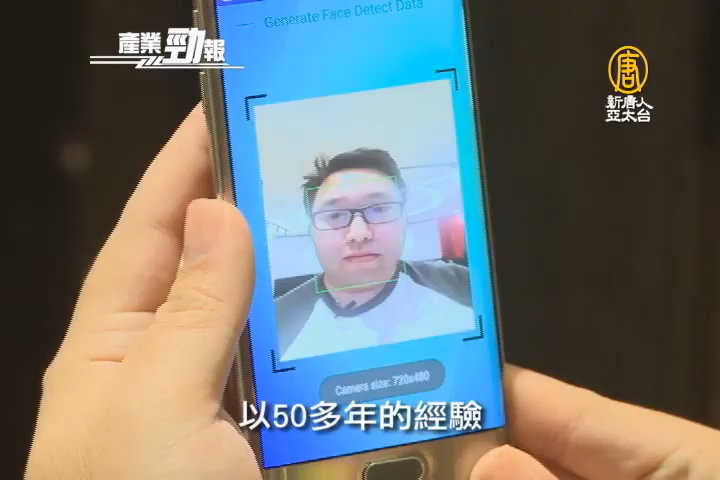 Generate Face Detect Data
產業勁報
唐
新唐人
亞太台
Camera size: 720x480
以50多年的經驗